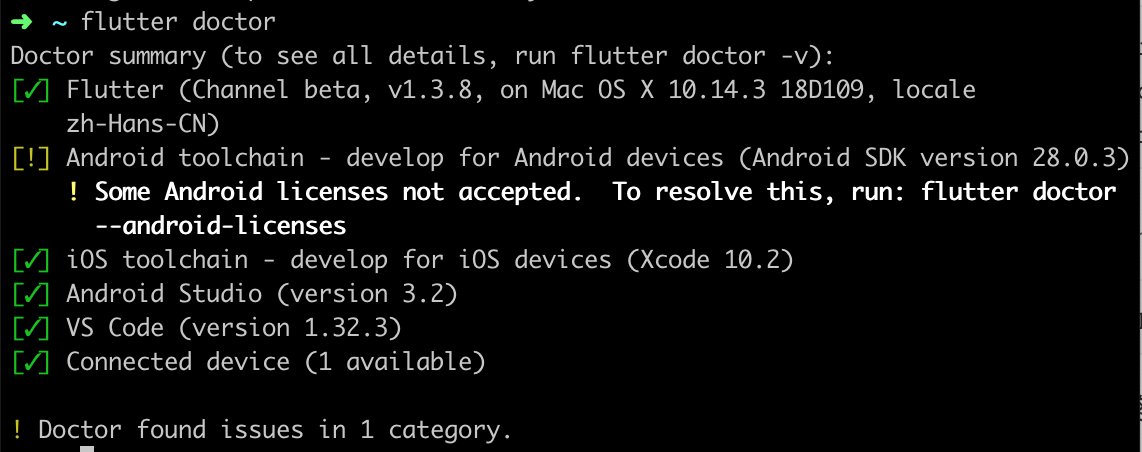 ➜ ~ flutter doctor
Doctor summary (to see all details, run flutter doctor -v):
[✓] Flutter (Channel beta, v1.3.8, on Mac OS X 10.14.3 18D109, locale
zh-Hans-CN)
[!] Android toolchain - develop for Android devices (Android SDK version 28.0.3)
! Some Android licenses not accepted.  To resolve this, run: flutter doctor
--android-licenses
[✓] iOS toolchain - develop for iOS devices (Xcode 10.2)
[✓] Android Studio (version 3.2)
[✓] VS Code (version 1.32.3)
[✓] Connected device (1 available)
! Doctor found issues in 1 category.